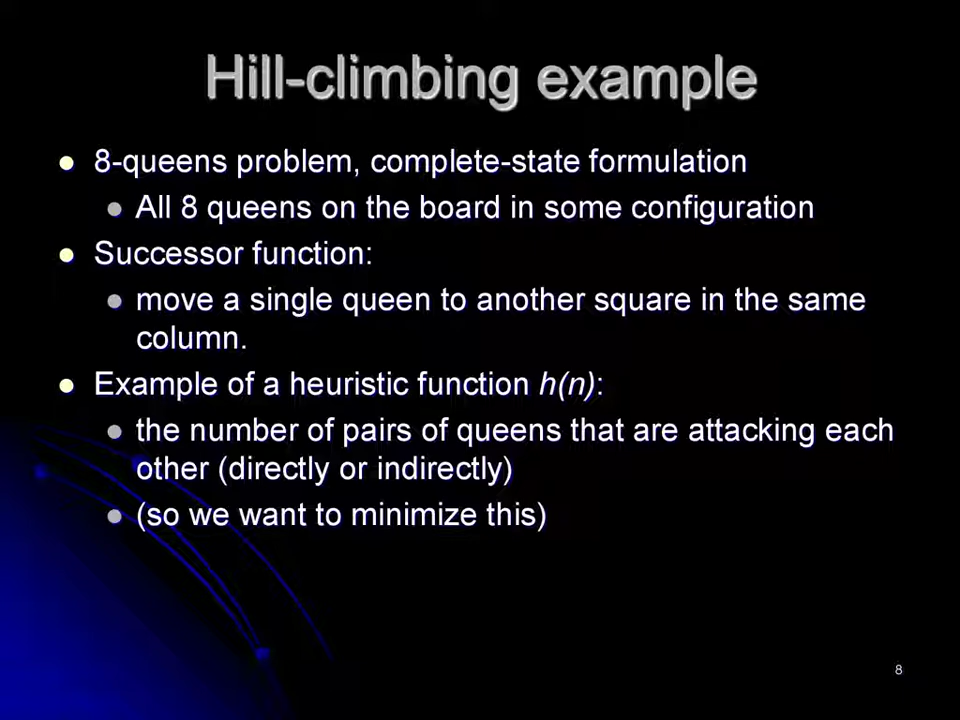 Hill-climbing example
8-queens problem, complete-state formulation
All 8 queens on the board in some configuration
Successor function:
move a single queen to another square in the same
column.
Example of a heuristic function h(n):
the number of pairs of queens that are attacking each
other (directly or indirectly)
(so we want to minimize this)
8